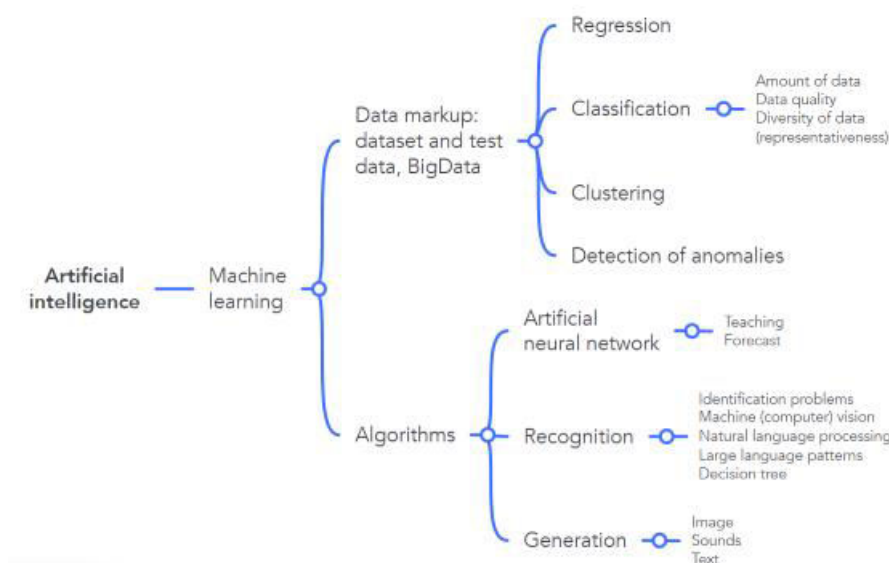 Artificial
intelligence
Machine
learning
Data markup:
dataset and test
data, BigData
Regression
Classification
Amount of data
Data quality
Diversity of data
(representativeness)
Clustering
Detection of anomalies
Algorithms
Artificial
neural network
Teaching
Forecast
Recognition
Identification problems
Machine (computer) vision
Natural language processing
Large language patterns
Decision tree
Generation
Image
Sounds
Text